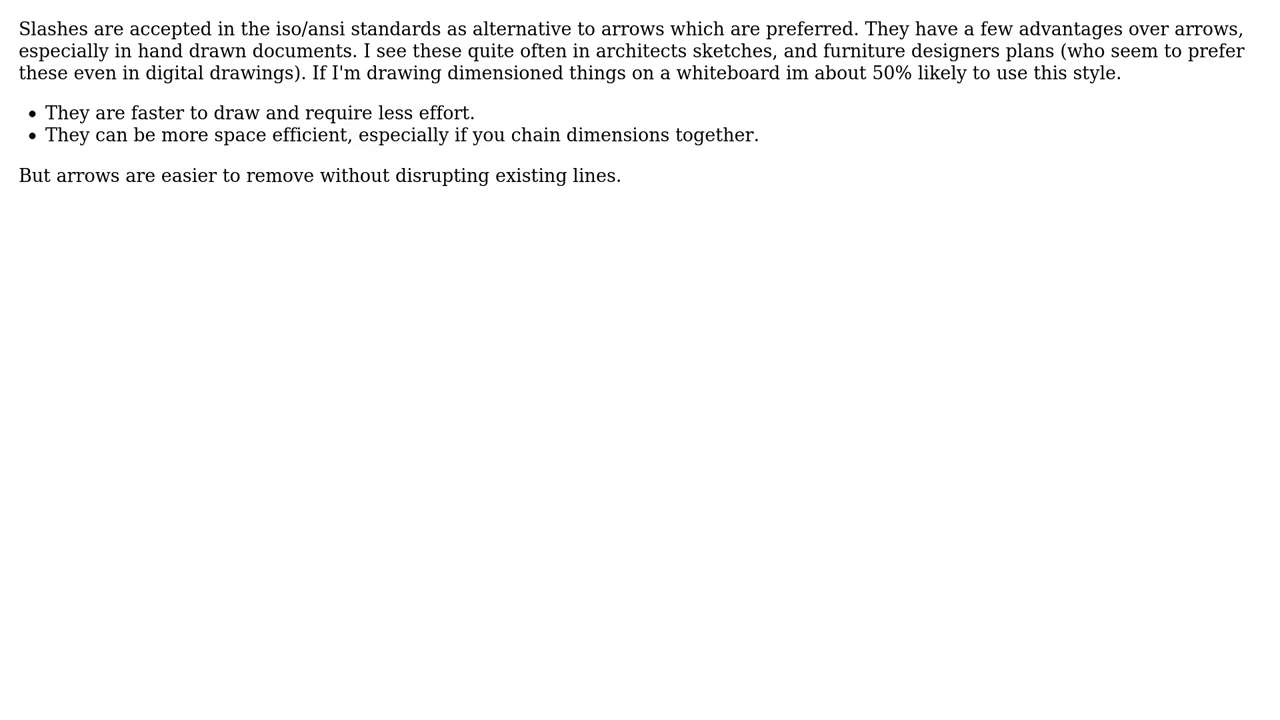 Slashes are accepted in the iso/ansi standards as alternative to arrows which are preferred. They have a few advantages over arrows,
especially in hand drawn documents. I see these quite often in architects sketches, and furniture designers plans (who seem to prefer
these even in digital drawings). If I'm drawing dimensioned things on a whiteboard im about 50% likely to use this style.
• They are faster to draw and require less effort.
• They can be more space efficient, especially if you chain dimensions together.
But arrows are easier to remove without disrupting existing lines.